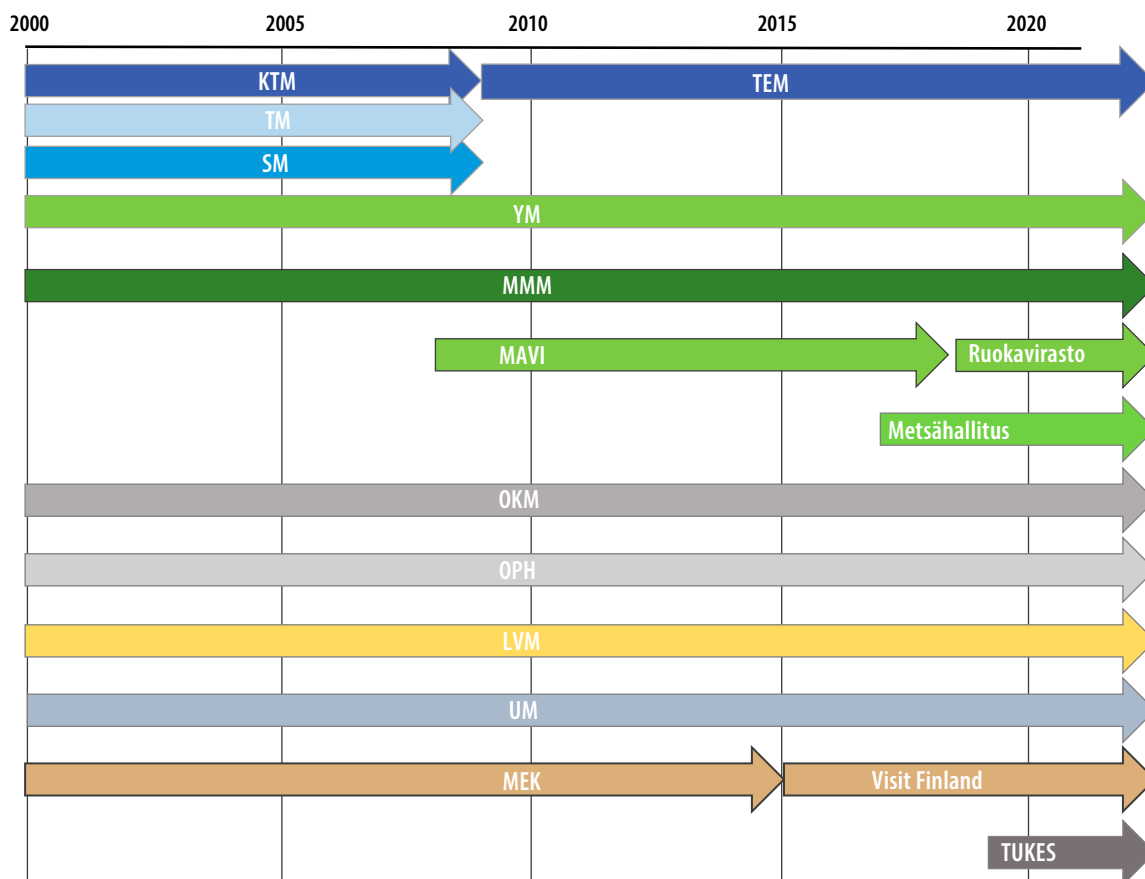 2000 2005 2010 2015 2020
KTM TEM
TM
SM
YM
MMM
MAVI Ruokavirasto
Metsähallitus
OKM
OPH
LVM
UM
MEK Visit Finland
TUKES